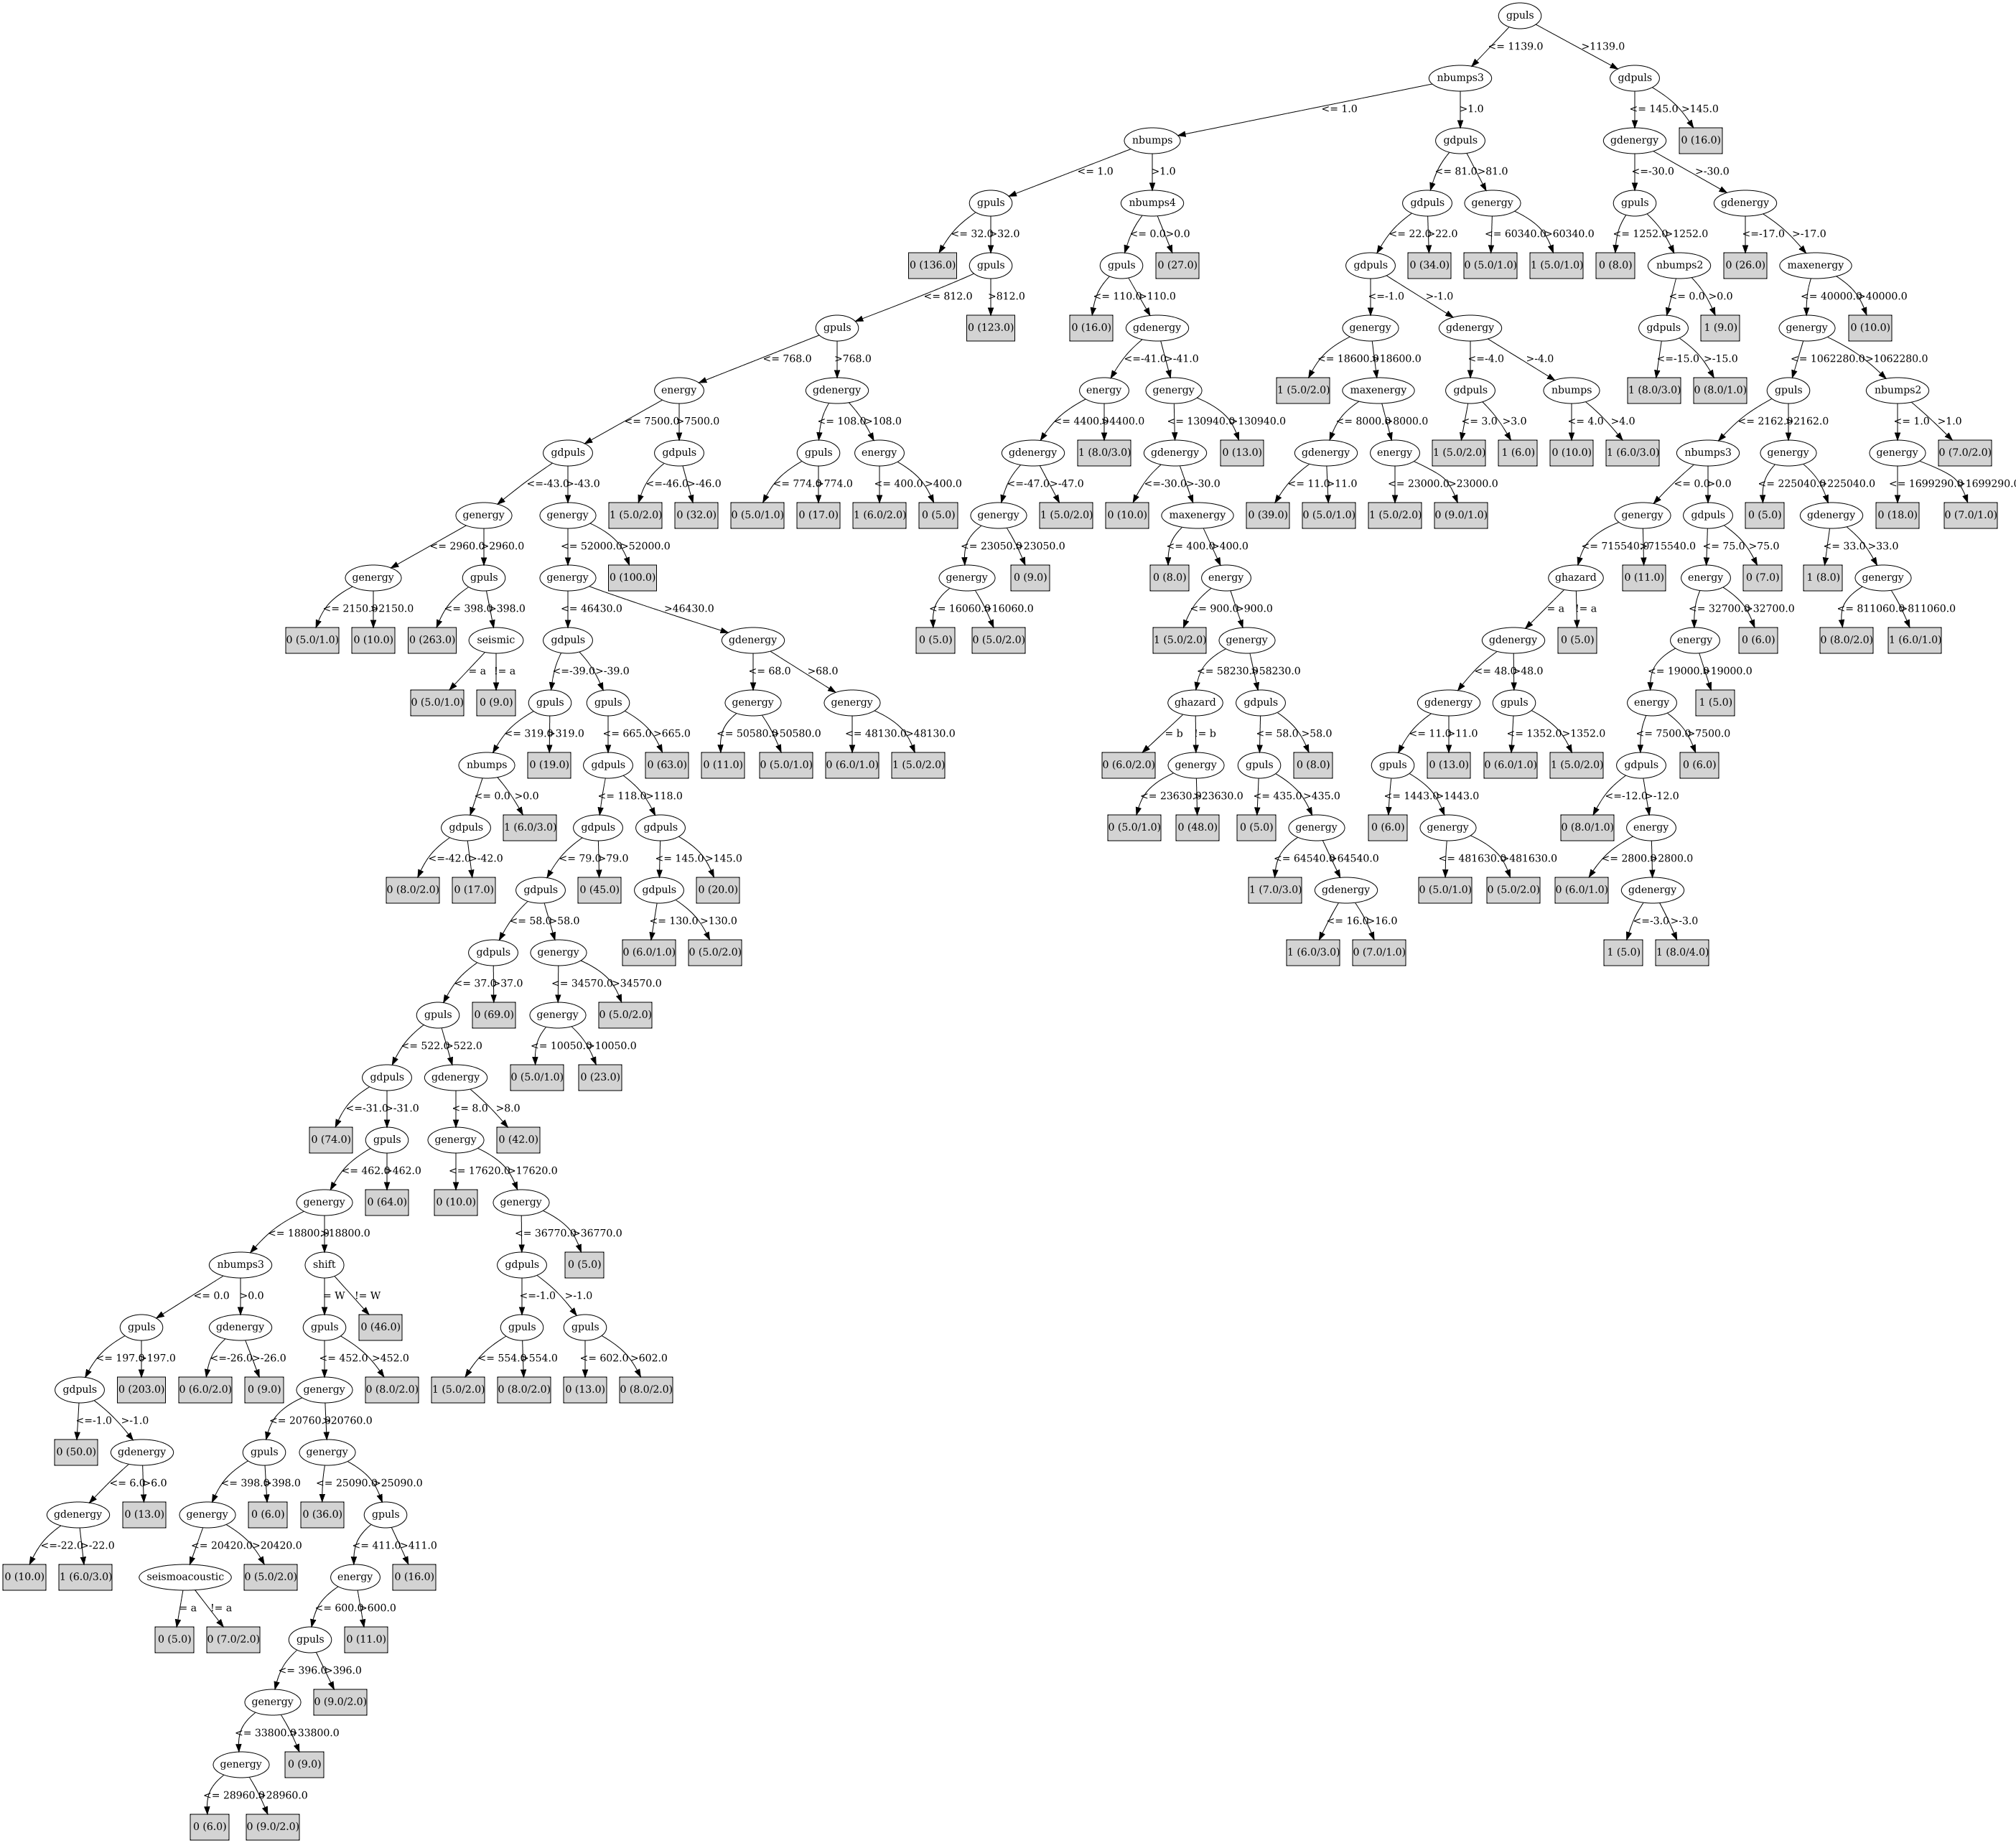 gpuls
<= 1139.0 >1139.0
nbumps3 gdpuls
<= 1.0 >1.0 <= 145.0 >145.0
nbumps gdpuls gdenergy 0 (16.0)
<= 1.0 >1.0 <= 81.0 >81.0 <=-30.0 >-30.0
gpuls nbumps4 gdpuls genergy gpuls gdenergy
<= 32.0 >32.0 <= 0.0 >0.0 <= 22.0 >22.0 <= 60340.0 >60340.0 <= 1252.0 >1252.0 <=-17.0 >-17.0
0 (136.0) gpuls gpuls 0 (27.0) gdpuls 0 (34.0) 0 (5.0/1.0) 1 (5.0/1.0) 0 (8.0) nbumps2 0 (26.0) maxenergy
<= 812.0 >812.0 <= 110.0 >110.0 <=-1.0 >-1.0 <= 0.0 >0.0 <= 40000.0 >40000.0
gpuls 0 (123.0) 0 (16.0) gdenergy genergy gdenergy gdpuls 1 (9.0) genergy 0 (10.0)
<= 768.0 >768.0 <=-41.0 >-41.0 <= 18600.0 >18600.0 <=-4.0 >-4.0 <=-15.0 >-15.0 <= 1062280.0 >1062280.0
energy gdenergy energy genergy 1 (5.0/2.0) maxenergy gdpuls nbumps 1 (8.0/3.0) 0 (8.0/1.0) gpuls nbumps2
<= 7500.0 >7500.0 <= 108.0 >108.0 <= 4400.0 >4400.0 <= 130940.0 >130940.0 <= 8000.0 >8000.0 <= 3.0 >3.0 <= 4.0 >4.0 <= 2162.0 >2162.0 <= 1.0 >1.0
gdpuls gdpuls gpuls energy gdenergy 1 (8.0/3.0) gdenergy 0 (13.0) gdenergy energy 1 (5.0/2.0) 1 (6.0) 0 (10.0) 1 (6.0/3.0) nbumps3 genergy genergy 0 (7.0/2.0)
<=-43.0 >-43.0 <=-46.0 >-46.0 <= 774.0 >774.0 <= 400.0 >400.0 <=-47.0 >-47.0 <=-30.0 >-30.0 <= 11.0 >11.0 <= 23000.0 >23000.0 <= 0.0 >0.0 <= 225040.0 >225040.0 <= 1699290.0 >1699290.0
genergy genergy 1 (5.0/2.0) 0 (32.0) 0 (5.0/1.0) 0 (17.0) 1 (6.0/2.0) 0 (5.0) genergy 1 (5.0/2.0) 0 (10.0) maxenergy 0 (39.0) 0 (5.0/1.0) 1 (5.0/2.0) 0 (9.0/1.0) genergy gdpuls 0 (5.0) gdenergy 0 (18.0) 0 (7.0/1.0)
<= 2960.0 >2960.0 <= 52000.0 >52000.0 <= 23050.0 >23050.0 <= 400.0 >400.0 <= 715540.0 >715540.0 <= 75.0 >75.0 <= 33.0 >33.0
genergy gpuls genergy 0 (100.0) genergy 0 (9.0) 0 (8.0) energy ghazard 0 (11.0) energy 0 (7.0) 1 (8.0) genergy
<= 2150.0 >2150.0 <= 398.0 >398.0 <= 46430.0 >46430.0 <= 16060.0 >16060.0 <= 900.0 >900.0 = a != a <= 32700.0 >32700.0 <= 811060.0 >811060.0
0 (5.0/1.0) 0 (10.0) 0 (263.0) seismic gdpuls gdenergy 0 (5.0) 0 (5.0/2.0) 1 (5.0/2.0) genergy gdenergy 0 (5.0) energy 0 (6.0) 0 (8.0/2.0) 1 (6.0/1.0)
= a != a <=-39.0 >-39.0 <= 68.0 >68.0 <= 58230.0 >58230.0 <= 48.0 >48.0 <= 19000.0 >19000.0
0 (5.0/1.0) 0 (9.0) gpuls gpuls genergy genergy ghazard gdpuls gdenergy gpuls energy 1 (5.0)
<= 319.0 >319.0 <= 665.0 >665.0 <= 50580.0 >50580.0 <= 48130.0 >48130.0 = b != b <= 58.0 >58.0 <= 11.0 >11.0 <= 1352.0 >1352.0 <= 7500.0 >7500.0
nbumps 0 (19.0) gdpuls 0 (63.0) 0 (11.0) 0 (5.0/1.0) 0 (6.0/1.0) 1 (5.0/2.0) 0 (6.0/2.0) genergy gpuls 0 (8.0) gpuls 0 (13.0) 0 (6.0/1.0) 1 (5.0/2.0) gdpuls 0 (6.0)
<= 0.0 >0.0 <= 118.0 >118.0 <= 23630.0 >23630.0 <= 435.0 >435.0 <= 1443.0 >1443.0 <=-12.0 >-12.0
gdpuls 1 (6.0/3.0) gdpuls gdpuls 0 (5.0/1.0) 0 (48.0) 0 (5.0) genergy 0 (6.0) genergy 0 (8.0/1.0) energy
<=-42.0 >-42.0 <= 79.0 >79.0 <= 145.0 >145.0 <= 64540.0 >64540.0 <= 481630.0 >481630.0 <= 2800.0 >2800.0
0 (8.0/2.0) 0 (17.0) gdpuls 0 (45.0) gdpuls 0 (20.0) 1 (7.0/3.0) gdenergy 0 (5.0/1.0) 0 (5.0/2.0) 0 (6.0/1.0) gdenergy
<= 58.0 >58.0 <= 130.0 >130.0 <= 16.0 >16.0 <=-3.0 >-3.0
gdpuls genergy 0 (6.0/1.0) 0 (5.0/2.0) 1 (6.0/3.0) 0 (7.0/1.0) 1 (5.0) 1 (8.0/4.0)
<= 37.0 >37.0 <= 34570.0 >34570.0
gpuls 0 (69.0) genergy 0 (5.0/2.0)
<= 522.0 >522.0 <= 10050.0 >10050.0
gdpuls gdenergy 0 (5.0/1.0) 0 (23.0)
<=-31.0 >-31.0 <= 8.0 >8.0
0 (74.0) gpuls genergy 0 (42.0)
<= 462.0 >462.0 <= 17620.0 >17620.0
genergy 0 (64.0) 0 (10.0) genergy
<= 18800.0 >18800.0 <= 36770.0 >36770.0
nbumps3 shift gdpuls 0 (5.0)
<= 0.0 >0.0 = W != W <=-1.0 >-1.0
gpuls gdenergy gpuls 0 (46.0) gpuls gpuls
<= 197.0 >197.0 <=-26.0 >-26.0 <= 452.0 >452.0 <= 554.0 >554.0 <= 602.0 >602.0
gdpuls 0 (203.0) 0 (6.0/2.0) 0 (9.0) genergy 0 (8.0/2.0) 1 (5.0/2.0) 0 (8.0/2.0) 0 (13.0) 0 (8.0/2.0)
<=-1.0 >-1.0 <= 20760.0 >20760.0
0 (50.0) gdenergy gpuls genergy
<= 6.0 >6.0 <= 398.0 >398.0 <= 25090.0 >25090.0
gdenergy 0 (13.0) genergy 0 (6.0) 0 (36.0) gpuls
<=-22.0 >-22.0 <= 20420.0 >20420.0 <= 411.0 >411.0
0 (10.0) 1 (6.0/3.0) seismoacoustic 0 (5.0/2.0) energy 0 (16.0)
= a != a <= 600.0 >600.0
0 (5.0) 0 (7.0/2.0) gpuls 0 (11.0)
<= 396.0 >396.0
genergy 0 (9.0/2.0)
<= 33800.0 >33800.0
genergy 0 (9.0)
<= 28960.0 >28960.0
0 (6.0) 0 (9.0/2.0)